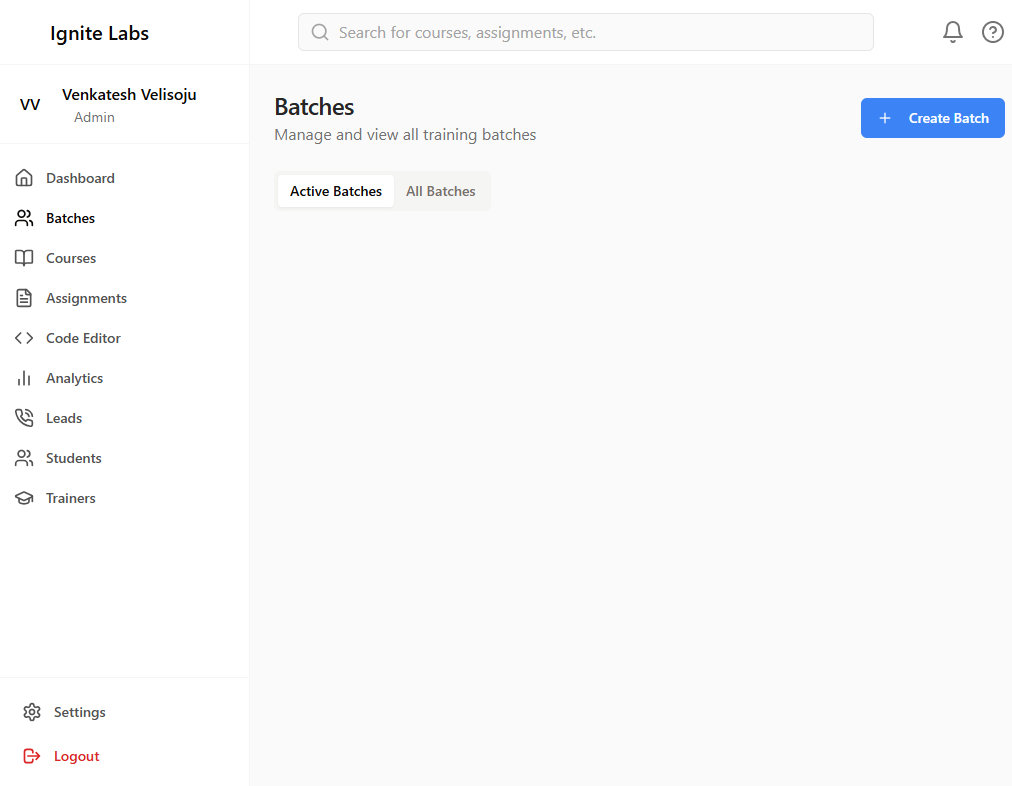 Ignite Labs
Search for courses, assignments, etc.
VV
Venkatesh Velisoju
Admin
Dashboard
Batches
Courses
Assignments
Code Editor
Analytics
Leads
Students
Trainers
Settings
Logout
Batches
Manage and view all training batches
Create Batch
Active Batches
All Batches